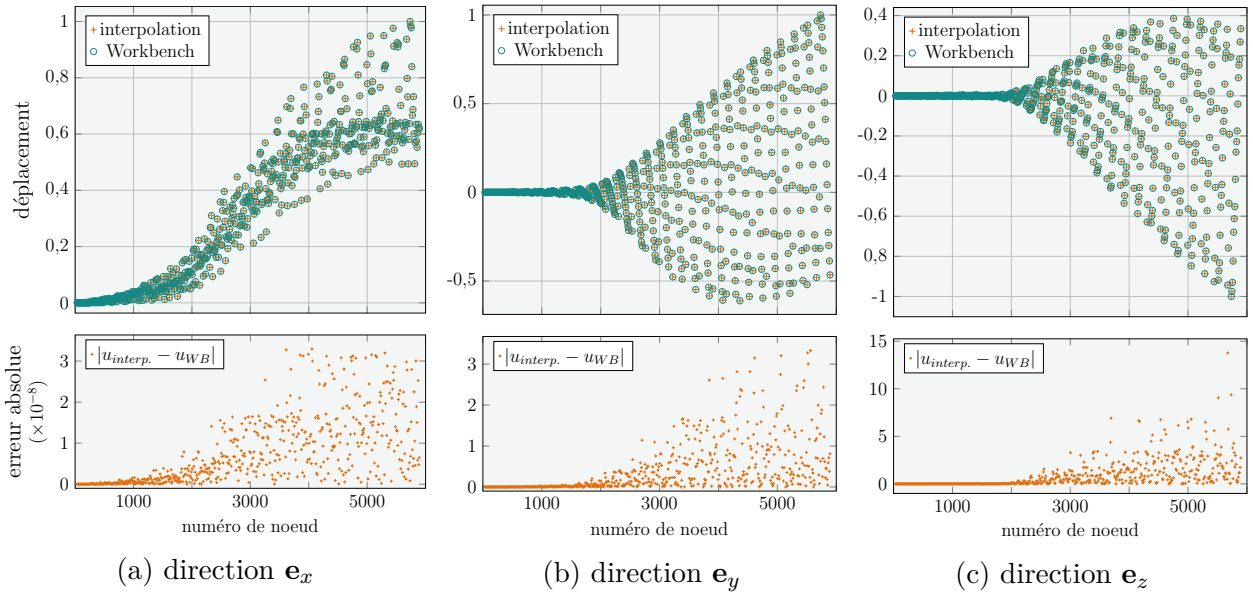 interpolation
Workbench
déplacement
1
0,8
0,6
0,4
0,2
0
|u_interp. − u_WB|
erreur absolue
(×10⁻⁸)
3
2
1
0
1000 3000 5000
numéro de noeud
(a) direction e_x
interpolation
Workbench
1
0,5
0
-0,5
|u_interp. − u_WB|
3
2
1
0
1000 3000 5000
numéro de noeud
(b) direction e_y
interpolation
Workbench
0,4
0,2
0
-0,2
-0,4
-0,6
-0,8
-1
|u_interp. − u_WB|
15
10
5
0
1000 3000 5000
numéro de noeud
(c) direction e_z